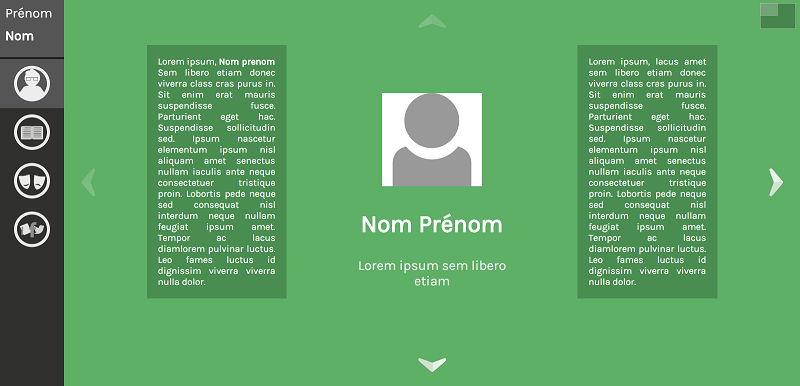 Prénom
Nom
Lorem ipsum, Nom prenom
Sem libero etiam donec
viverra class cras purus in.
Sit enim erat mauris
suspendisse fusce.
Parturient eget hac.
Suspendisse sollicitudin
sed. Ipsum nascetur
elementum ipsum nisl
aliquam amet senectus
nullam iaculis ante neque
consectetuer tristique
proin. Lobortis pede neque
sed consequat nisl
interdum neque nullam
feugiat ipsum amet.
Tempor ac lacus
diamlorem pulvinar luctus.
Leo fames luctus id
dignissim viverra viverra
nulla dolor.
Nom Prénom
Lorem ipsum sem libero
etiam
Lorem ipsum, lacus amet
sem libero etiam donec
viverra class cras purus in.
Sit enim erat mauris
suspendisse fusce.
Parturient eget hac.
Suspendisse sollicitudin
sed. Ipsum nascetur
elementum ipsum nisl
aliquam amet senectus
nullam iaculis ante neque
consectetuer tristique
proin. Lobortis pede neque
sed consequat nisl
interdum neque nullam
feugiat ipsum amet.
Tempor ac lacus
diamlorem pulvinar luctus.
Leo fames luctus id
dignissim viverra viverra
nulla dolor.